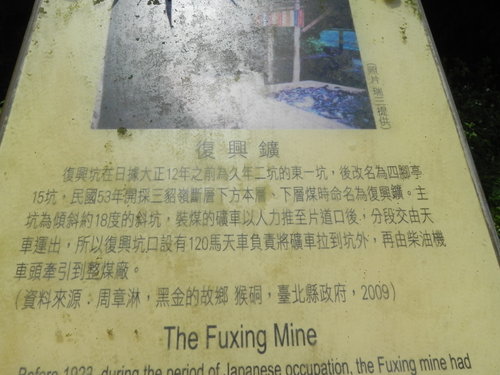 (照片 瑞三提供)
復興鑛
復興坑在日據大正12年之前為久年二坑的東一坑，後改名為四腳亭
15坑，民國53年開採三貂嶺斷層下方本層、下層煤時命名為復興鑛。主
坑為傾斜約18度的斜坑，裝煤的礦車以人力推至片道口後，分段交由天
車運出，所以復興坑口設有120馬天車負責將礦車拉到坑外，再由柴油機
車頭牽引到整煤廠。
(資料來源：周章淋，黑金的故鄉 猴硐，臺北縣政府，2009)
The Fuxing Mine
Before 1923, during the period of Japanese occupation, the Fuxing mine had